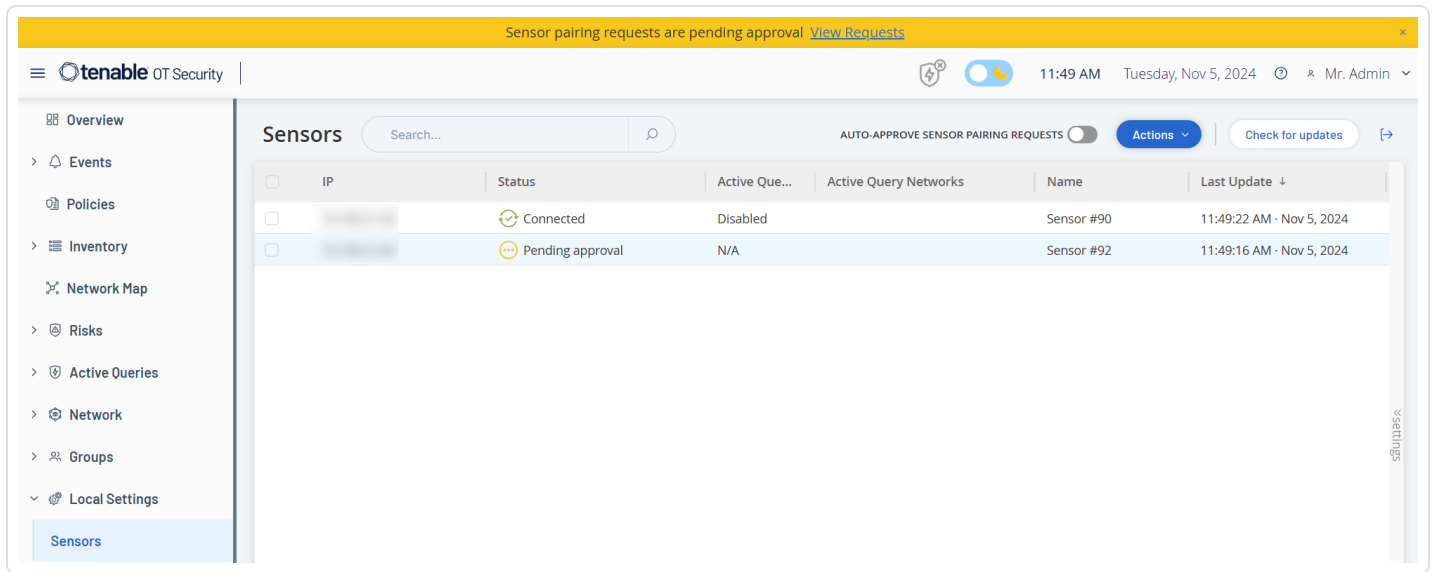 Sensor pairing requests are pending approval View Requests ×
tenable OT Security
11:49 AM Tuesday, Nov 5, 2024 Mr. Admin
Overview
Events
Policies
Inventory
Network Map
Risks
Active Queries
Network
Groups
Local Settings
Sensors
Sensors Search... AUTO-APPROVE SENSOR PAIRING REQUESTS Actions Check for updates
IP Status Active Que... Active Query Networks Name Last Update ↓
Connected Disabled Sensor #90 11:49:22 AM · Nov 5, 2024
Pending approval N/A Sensor #92 11:49:16 AM · Nov 5, 2024
settings